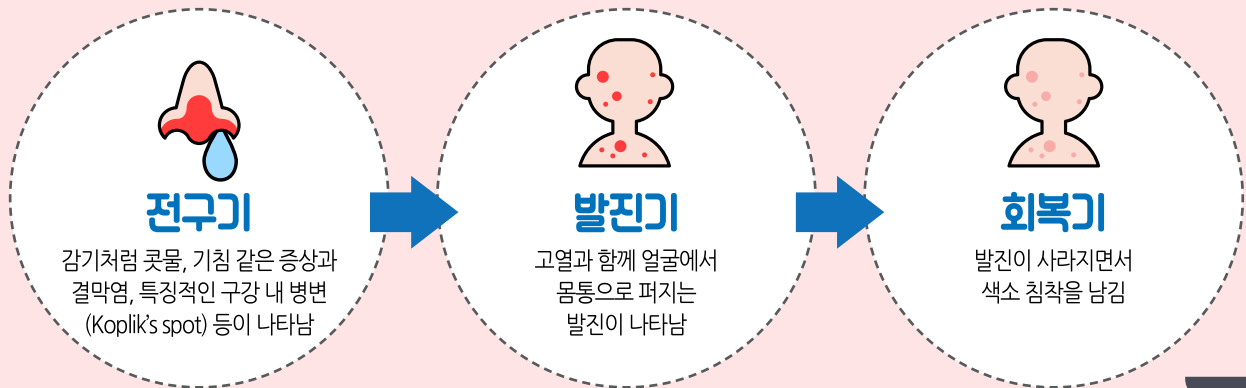 전구기
감기처럼 콧물, 기침 같은 증상과
결막염, 특징적인 구강 내 병변
(Koplik’s spot) 등이 나타남
발진기
고열과 함께 얼굴에서
몸통으로 퍼지는
발진이 나타남
회복기
발진이 사라지면서
색소 침착을 남김